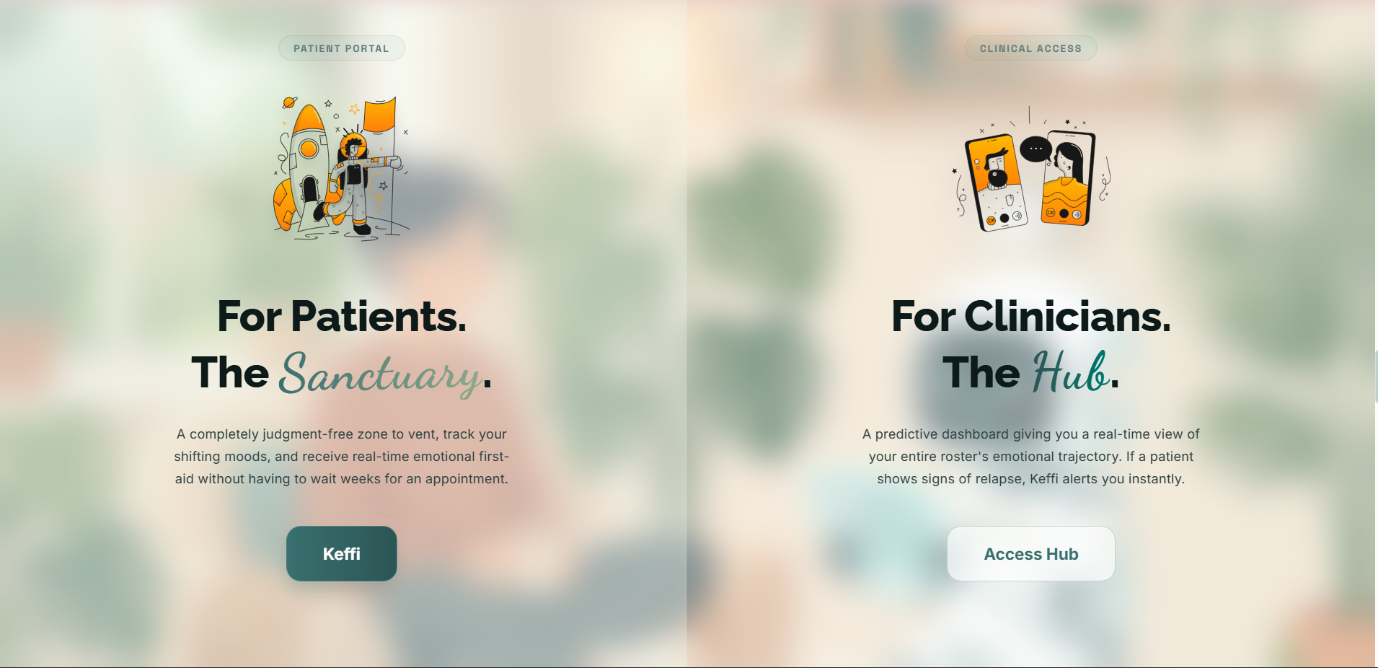 PATIENT PORTAL
For Patients.
The Sanctuary.
A completely judgment-free zone to vent, track your
shifting moods, and receive real-time emotional first-
aid without having to wait weeks for an appointment.
Keffi
CLINICAL ACCESS
For Clinicians.
The Hub.
A predictive dashboard giving you a real-time view of
your entire roster's emotional trajectory. If a patient
shows signs of relapse, Keffi alerts you instantly.
Access Hub